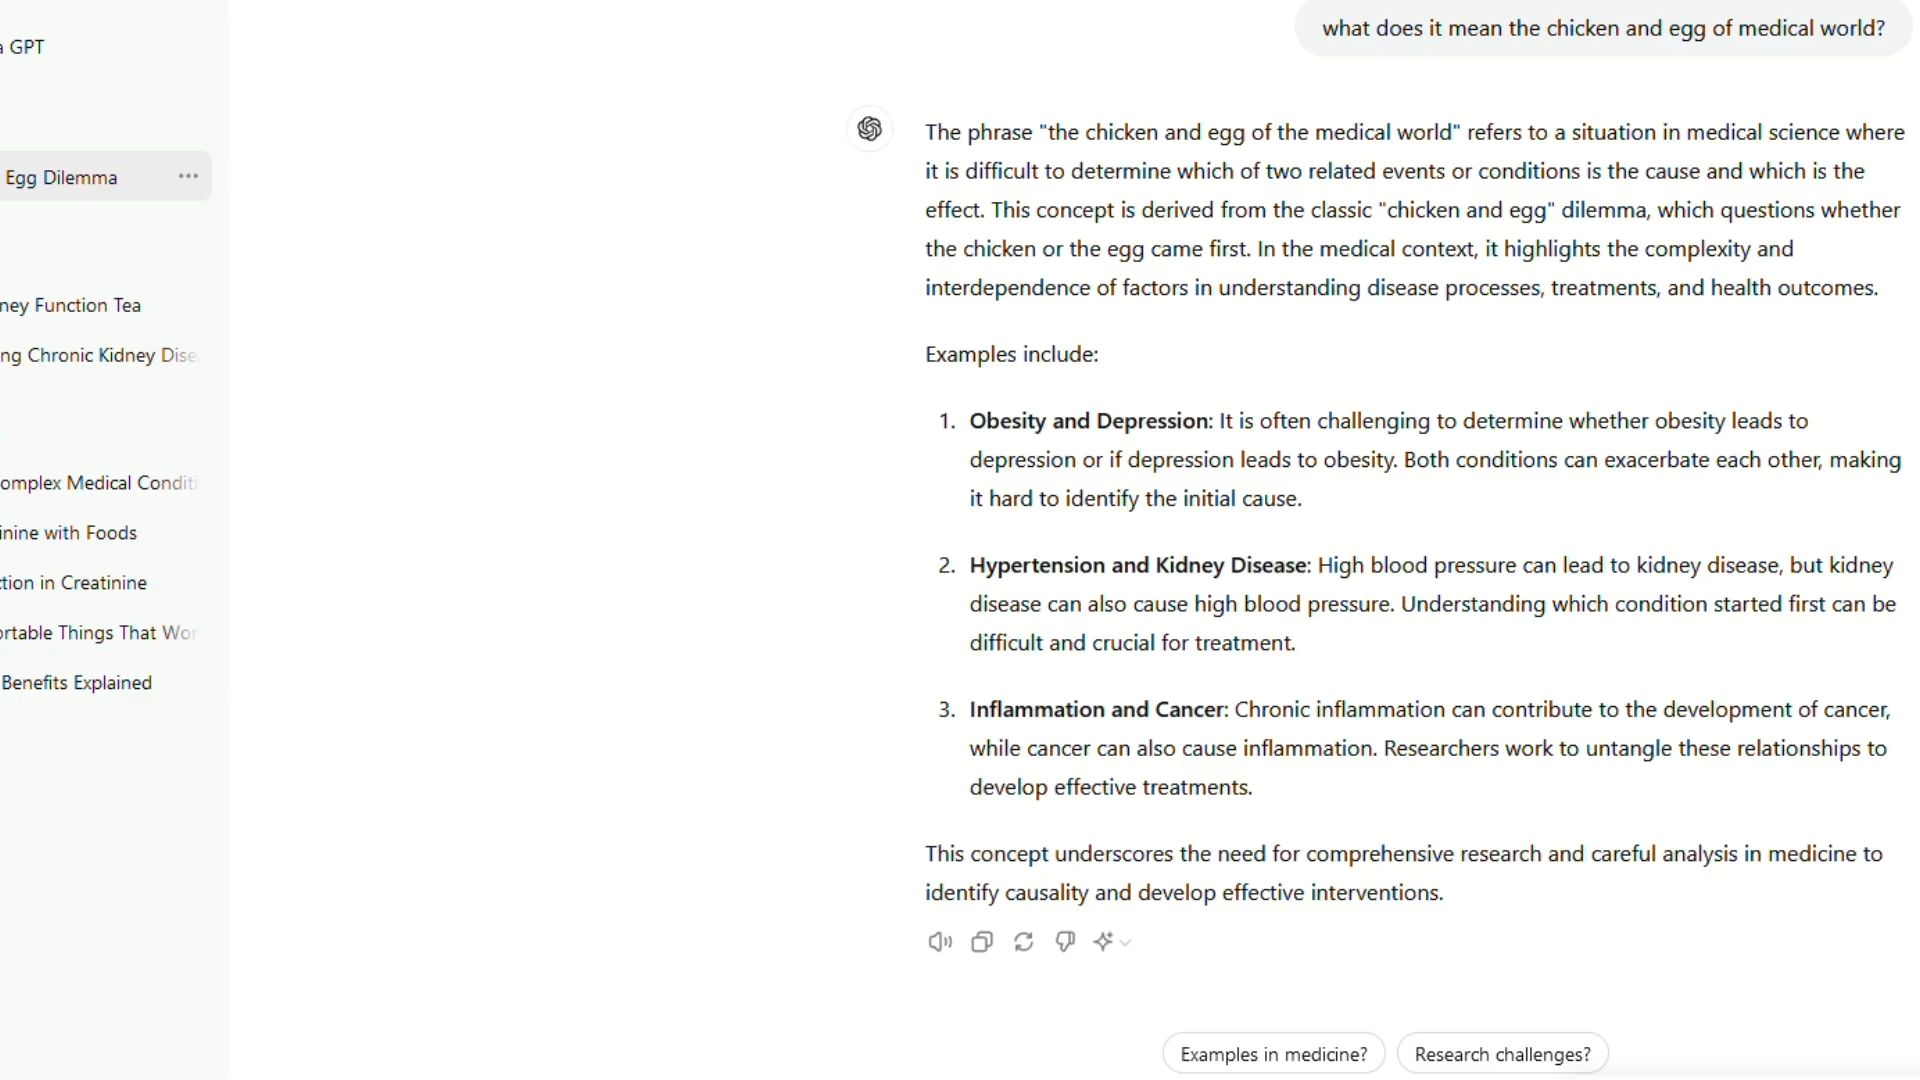 GPT
what does it mean the chicken and egg of medical world?
Egg Dilemma
Function Tea
Chronic Kidney
Medical
with Foods
in Creatinine
Things That
Benefits Explained
The phrase "the chicken and egg of the medical world" refers to a situation in medical science where
it is difficult to determine which of two related events or conditions is the cause and which is the
effect. This concept is derived from the classic "chicken and egg" dilemma, which questions whether
the chicken or the egg came first. In the medical context, it highlights the complexity and
interdependence of factors in understanding disease processes, treatments, and health outcomes.
Examples include:
1. Obesity and Depression: It is often challenging to determine whether obesity leads to
depression or if depression leads to obesity. Both conditions can exacerbate each other, making
it hard to identify the initial cause.
2. Hypertension and Kidney Disease: High blood pressure can lead to kidney disease, but kidney
disease can also cause high blood pressure. Understanding which condition started first can be
difficult and crucial for treatment.
3. Inflammation and Cancer: Chronic inflammation can contribute to the development of cancer,
while cancer can also cause inflammation. Researchers work to untangle these relationships to
develop effective treatments.
This concept underscores the need for comprehensive research and careful analysis in medicine to
identify causality and develop effective interventions.
Examples in medicine?
Research challenges?